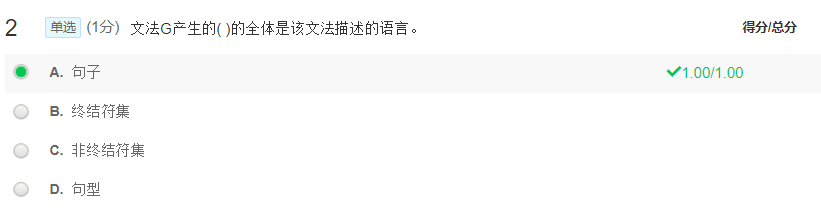 2 单选 (1分) 文法G产生的( )的全体是该文法描述的语言。 得分/总分
A. 句子 1.00/1.00
B. 终结符集
C. 非终结符集
D. 句型